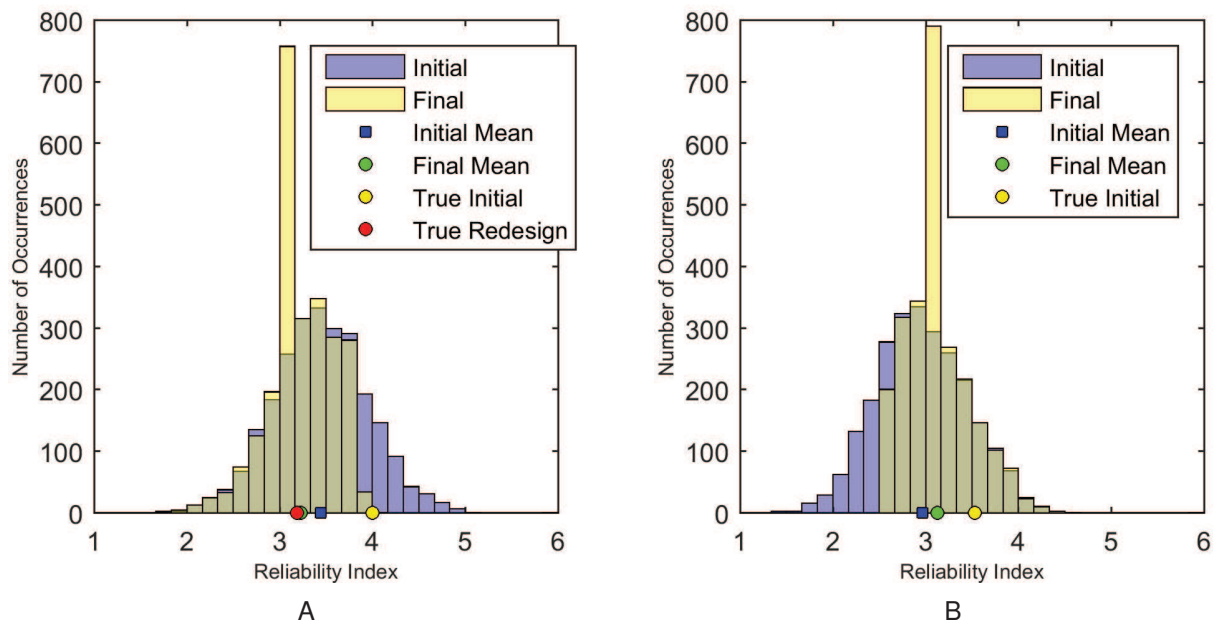 800
700
600
500
400
300
200
100
0
Number of Occurrences
Initial
Final
Initial Mean
Final Mean
True Initial
True Redesign
1 2 3 4 5 6
Reliability Index
A
800
700
600
500
400
300
200
100
0
Number of Occurrences
Initial
Final
Initial Mean
Final Mean
True Initial
1 2 3 4 5 6
Reliability Index
B